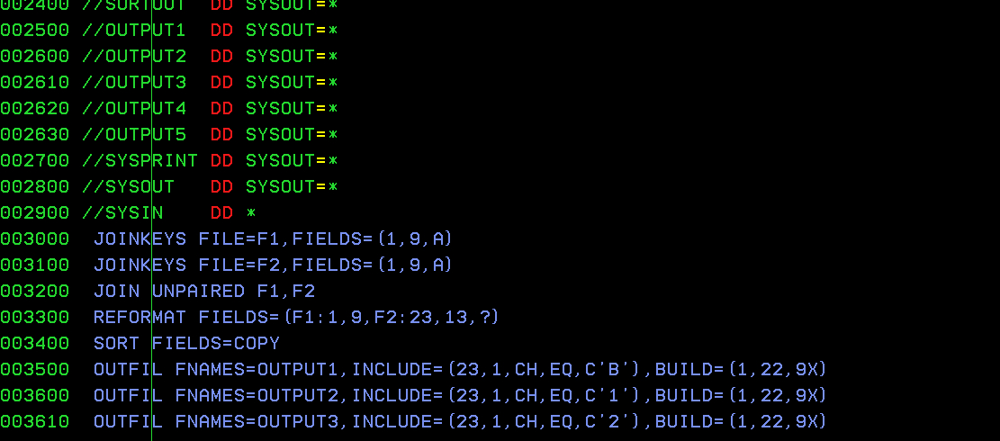 002400 //SORTOUT  DD SYSOUT=*
002500 //OUTPUT1  DD SYSOUT=*
002600 //OUTPUT2  DD SYSOUT=*
002610 //OUTPUT3  DD SYSOUT=*
002620 //OUTPUT4  DD SYSOUT=*
002630 //OUTPUT5  DD SYSOUT=*
002700 //SYSPRINT DD SYSOUT=*
002800 //SYSOUT   DD SYSOUT=*
002900 //SYSIN    DD *
003000  JOINKEYS FILE=F1,FIELDS=(1,9,A)
003100  JOINKEYS FILE=F2,FIELDS=(1,9,A)
003200  JOIN UNPAIRED F1,F2
003300  REFORMAT FIELDS=(F1:1,9,F2:23,13,?)
003400  SORT FIELDS=COPY
003500  OUTFIL FNAMES=OUTPUT1,INCLUDE=(23,1,CH,EQ,C'B'),BUILD=(1,22,9X)
003600  OUTFIL FNAMES=OUTPUT2,INCLUDE=(23,1,CH,EQ,C'1'),BUILD=(1,22,9X)
003610  OUTFIL FNAMES=OUTPUT3,INCLUDE=(23,1,CH,EQ,C'2'),BUILD=(1,22,9X)